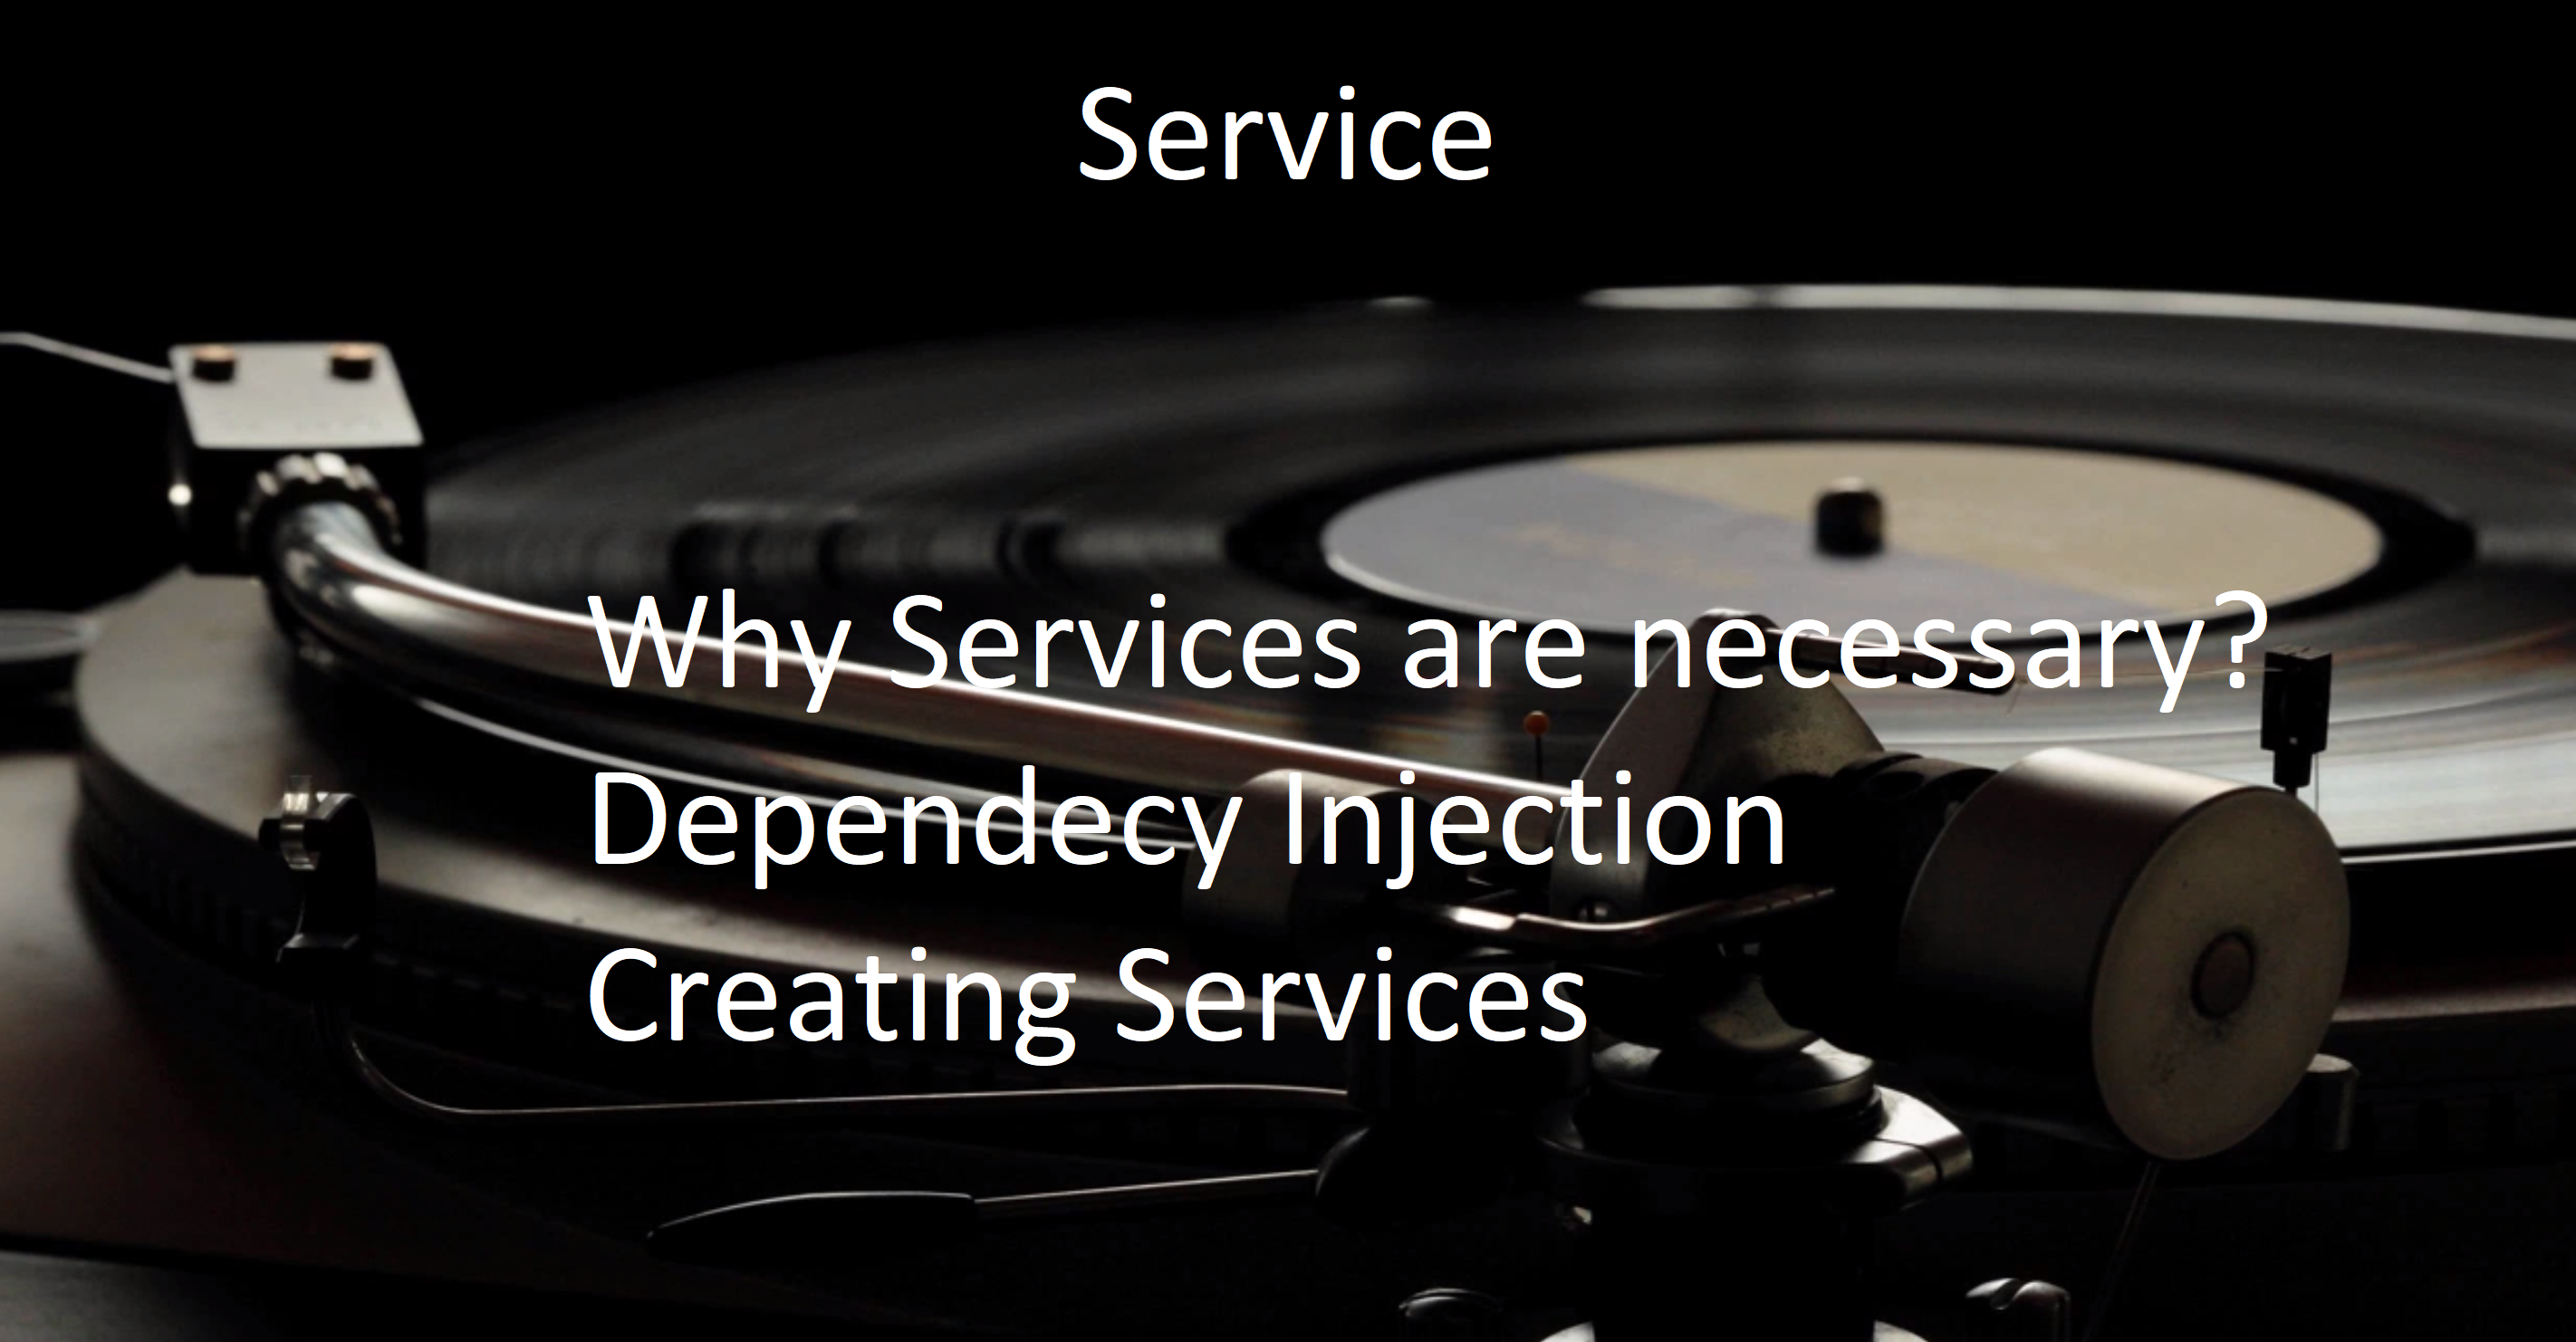 Service
Why Services are necessary?
Dependecy Injection
Creating Services